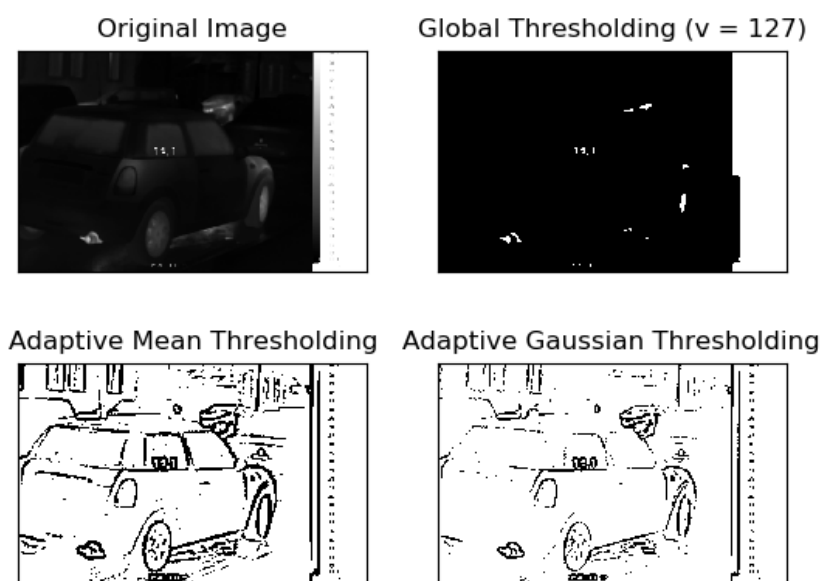 Original Image
Global Thresholding (v = 127)
Adaptive Mean Thresholding
Adaptive Gaussian Thresholding